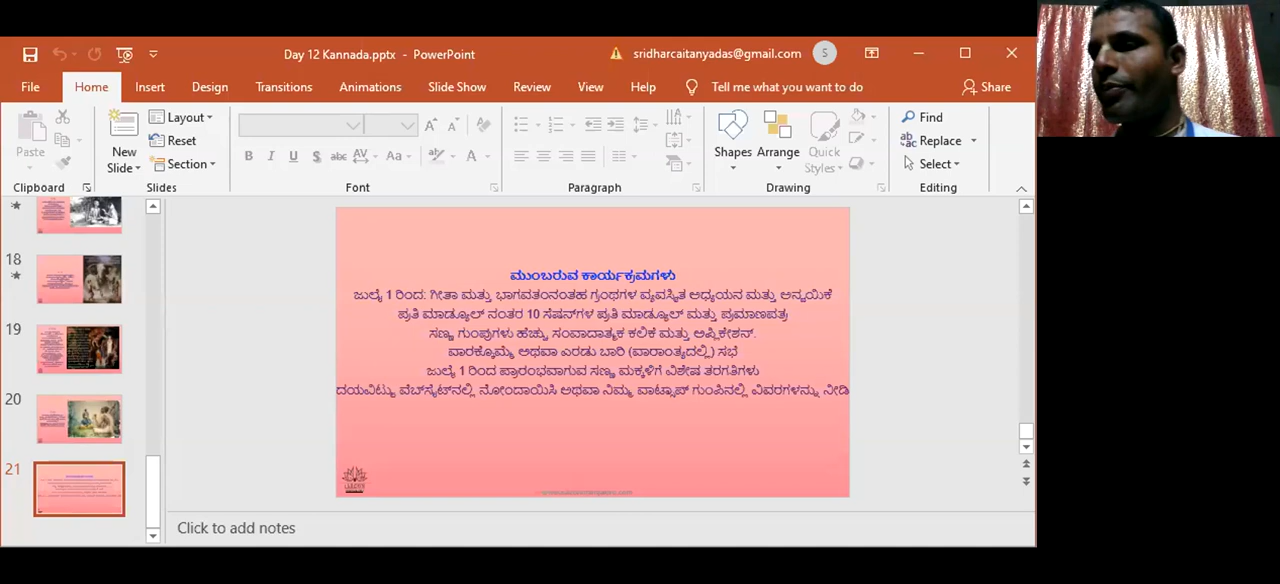 Day 12 Kannada.pptx - PowerPoint
sridharcaitanyadas@gmail.com
S
File Home Insert Design Transitions Animations Slide Show Review View Help Tell me what you want to do Share
Paste
Clipboard
New Slide
Layout
Reset
Section
Slides
B I U S abc AV Aa A
Font
Paragraph
Shapes Arrange Quick Styles
Drawing
Find
Replace
Select
Editing
18
19
20
21
ಮುಂಬರುವ ಕಾರ್ಯಕ್ರಮಗಳು
ಜುಲೈ 1 ರಿಂದ: ಗೀತಾ ಮತ್ತು ಭಾಗವತಂನಂತಹ ಗ್ರಂಥಗಳ ವ್ಯವಸ್ಥಿತ ಅಧ್ಯಯನ ಮತ್ತು ಅನ್ವಯಿಕೆ
ಪ್ರತಿ ಮಾಡ್ಯೂಲ್ ನಂತರ 10 ಸೆಷನ್‌ಗಳ ಪ್ರತಿ ಮಾಡ್ಯೂಲ್ ಮತ್ತು ಪ್ರಮಾಣಪತ್ರ
ಸಣ್ಣ ಗುಂಪುಗಳು ಹೆಚ್ಚು ಸಂವಾದಾತ್ಮಕ ಕಲಿಕೆ ಮತ್ತು ಅಪ್ಲಿಕೇಶನ್.
ವಾರಕ್ಕೊಮ್ಮೆ ಅಥವಾ ಎರಡು ಬಾರಿ (ವಾರಾಂತ್ಯದಲ್ಲಿ) ಸಭೆ
ಜುಲೈ 1 ರಿಂದ ಪ್ರಾರಂಭವಾಗುವ ಸಣ್ಣ ಮಕ್ಕಳಿಗೆ ವಿಶೇಷ ತರಗತಿಗಳು
ದಯವಿಟ್ಟು ವೆಬ್‌ಸೈಟ್‌ನಲ್ಲಿ ನೋಂದಾಯಿಸಿ ಅಥವಾ ನಿಮ್ಮ ವಾಟ್ಸಾಪ್ ಗುಂಪಿನಲ್ಲಿ ವಿವರಗಳನ್ನು ನೀಡಿ
Click to add notes